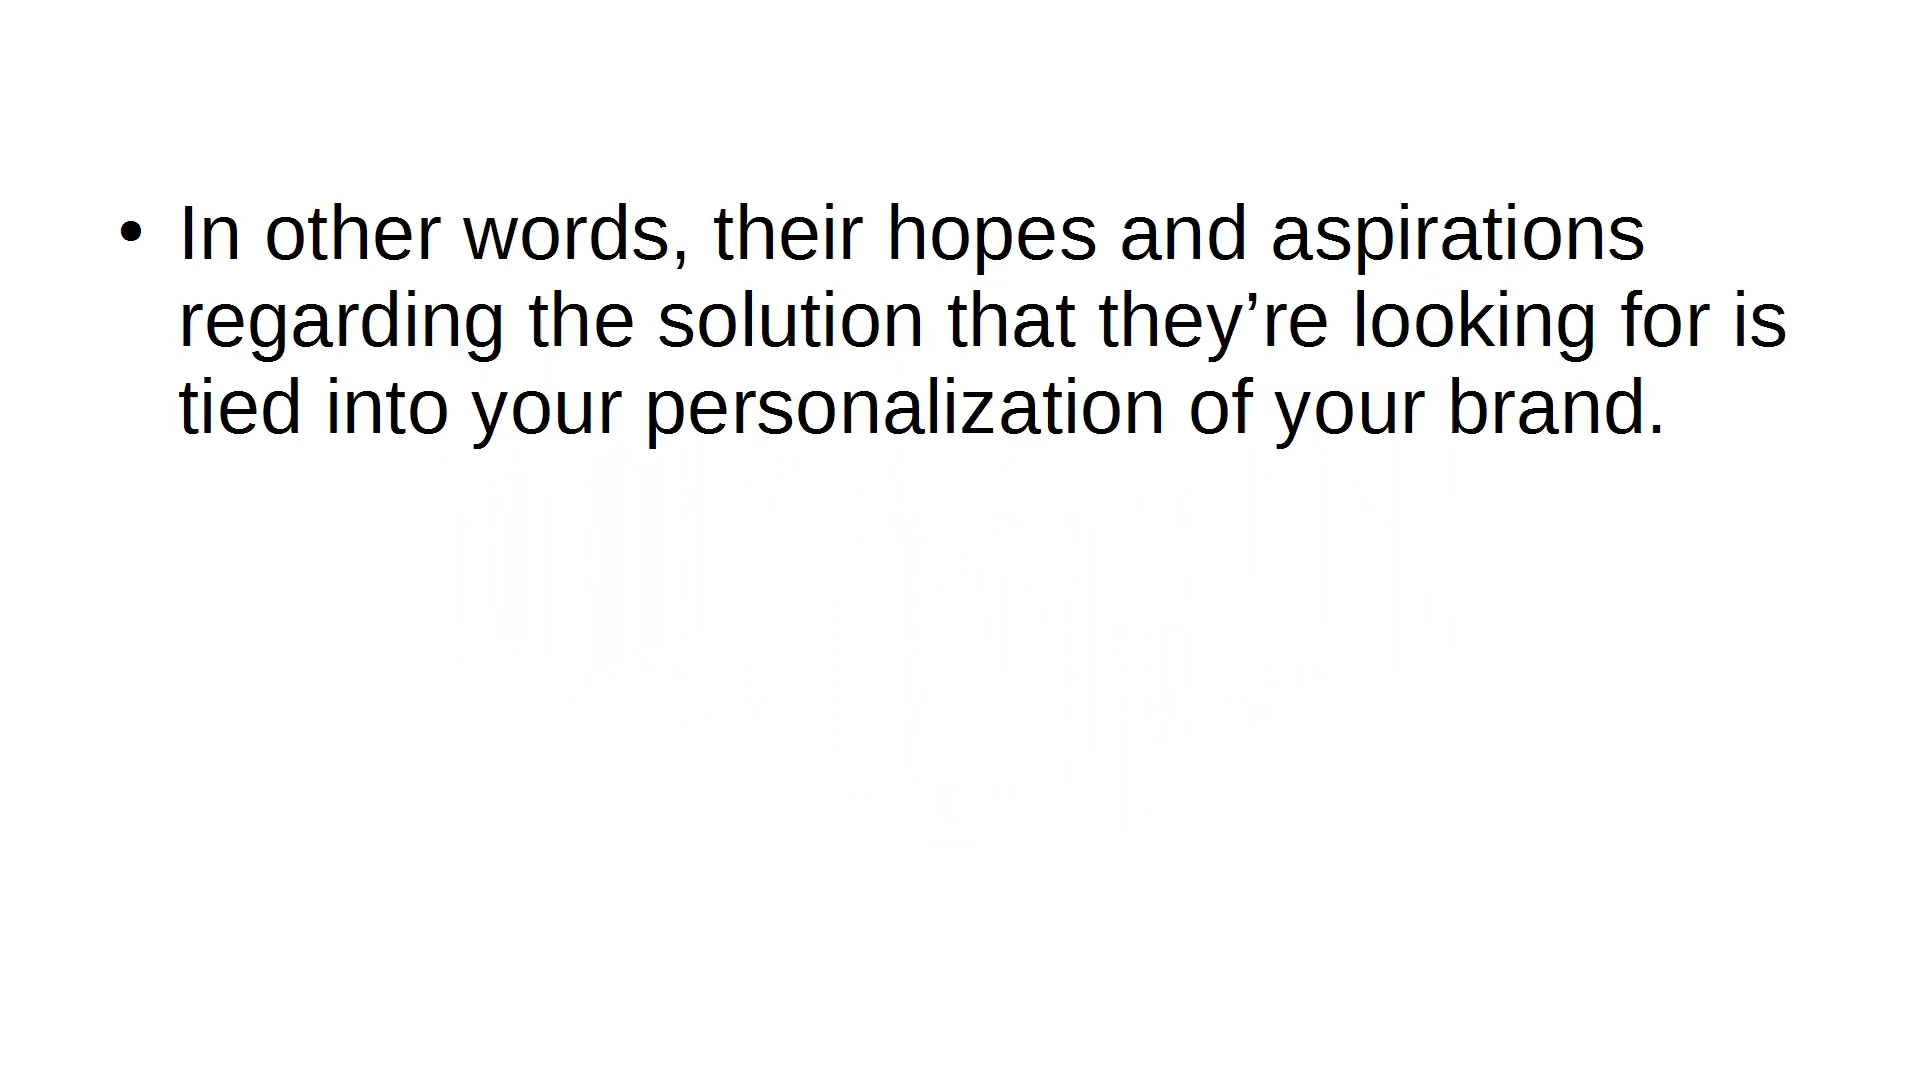 • In other words, their hopes and aspirations
regarding the solution that they’re looking for is
tied into your personalization of your brand.